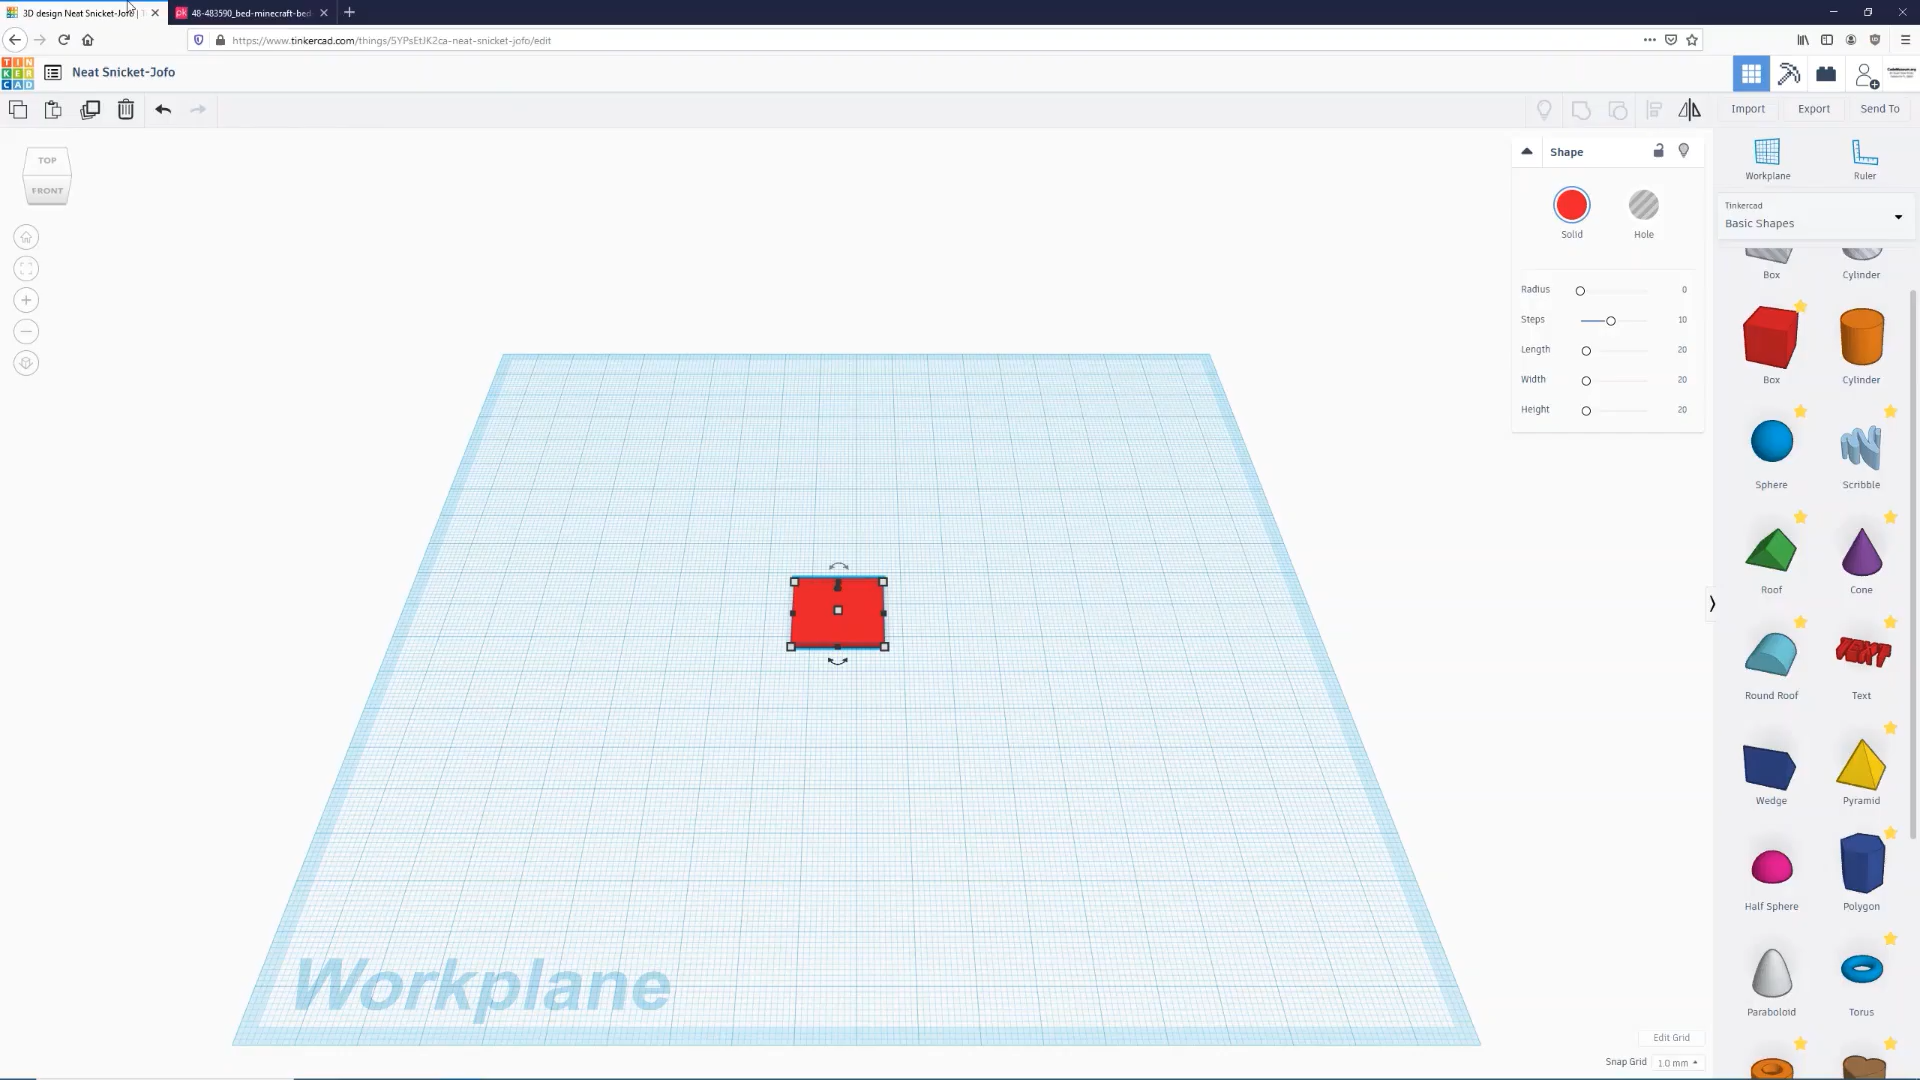 3D design Neat Snicket-Jofo | T
48-483590_bed-minecraft-bed-
https://www.tinkercad.com/things/5YPsEtJK2ca-neat-snicket-jofo/edit
TIN
KER
CAD
Neat Snicket-Jofo
Import
Export
Send To
TOP
FRONT
Shape
Solid
Hole
Radius 0
Steps 10
Length 20
Width 20
Height 20
Workplane
Ruler
Tinkercad
Basic Shapes
Box
Cylinder
Box
Cylinder
Sphere
Scribble
Roof
Cone
Round Roof
TEXT
Text
Wedge
Pyramid
Half Sphere
Polygon
Paraboloid
Torus
Workplane
Edit Grid
Snap Grid 1.0 mm